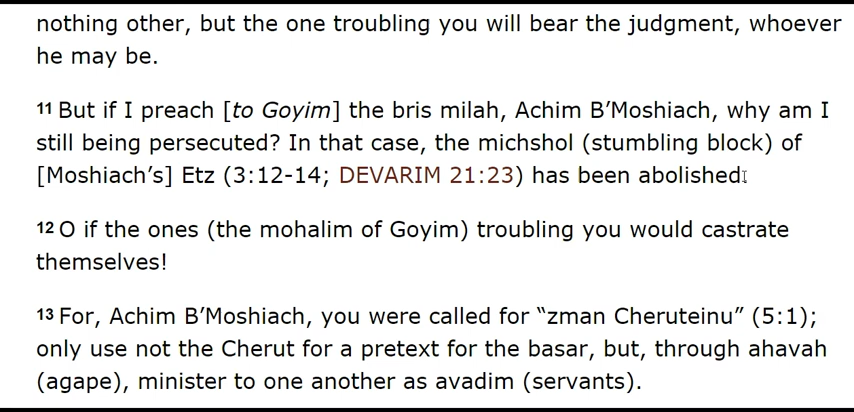 nothing other, but the one troubling you will bear the judgment, whoever
he may be.
11 But if I preach [to Goyim] the bris milah, Achim B’Moshiach, why am I
still being persecuted? In that case, the michshol (stumbling block) of
[Moshiach’s] Etz (3:12-14; DEVARIM 21:23) has been abolished.
12 O if the ones (the mohalim of Goyim) troubling you would castrate
themselves!
13 For, Achim B’Moshiach, you were called for “zman Cheruteinu” (5:1);
only use not the Cherut for a pretext for the basar, but, through ahavah
(agape), minister to one another as avadim (servants).